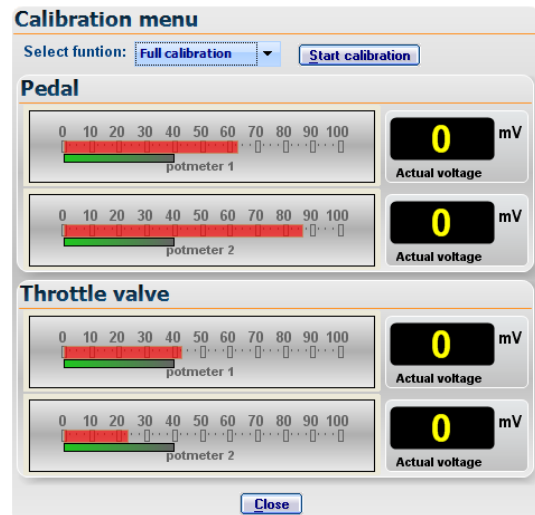 Calibration menu
Select funtion: Full calibration Start calibration
Pedal
0 10 20 30 40 50 60 70 80 90 100
potmeter 1
0 mV
Actual voltage
0 10 20 30 40 50 60 70 80 90 100
potmeter 2
0 mV
Actual voltage
Throttle valve
0 10 20 30 40 50 60 70 80 90 100
potmeter 1
0 mV
Actual voltage
0 10 20 30 40 50 60 70 80 90 100
potmeter 2
0 mV
Actual voltage
Close